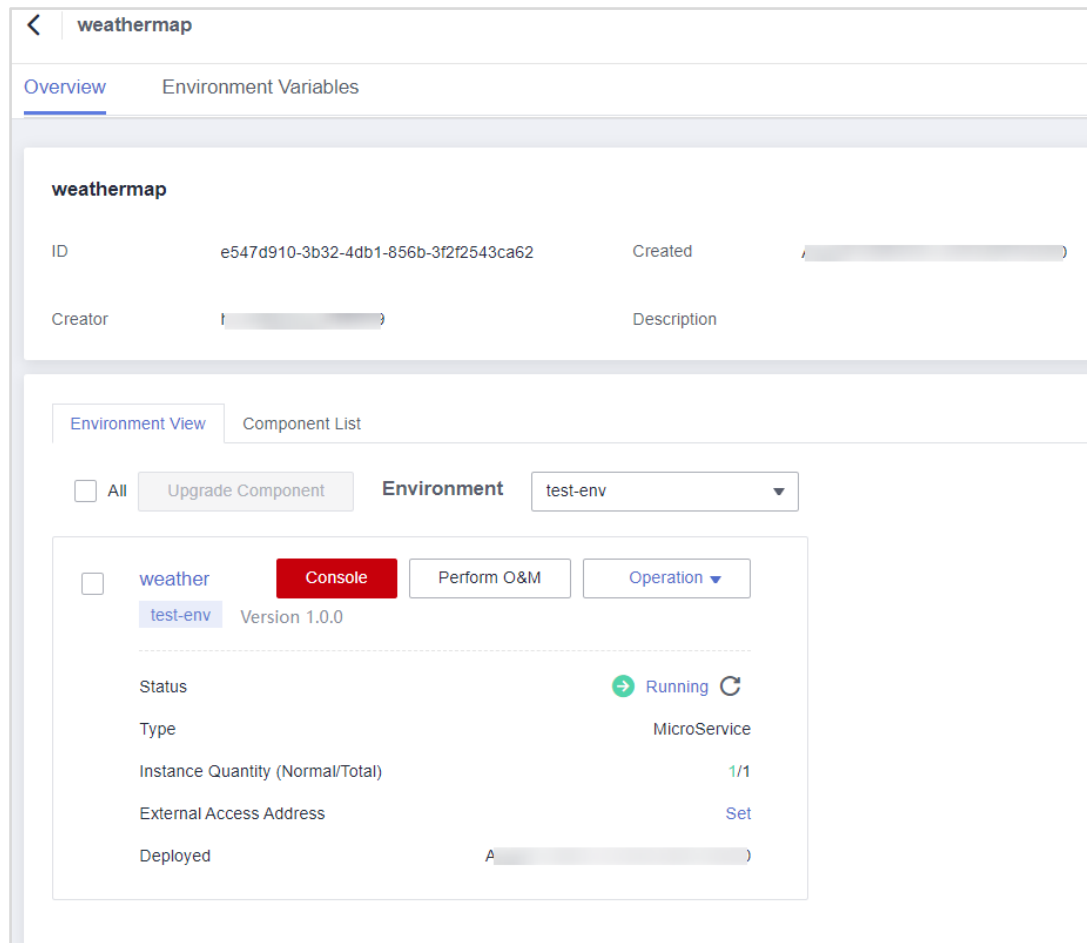 weathermap
Overview Environment Variables
weathermap
ID e547d910-3b32-4db1-856b-3f2f2543ca62 Created
Creator Description
Environment View Component List
All Upgrade Component Environment test-env
weather Console Perform O&M Operation
test-env Version 1.0.0
Status Running
Type MicroService
Instance Quantity (Normal/Total) 1/1
External Access Address Set
Deployed